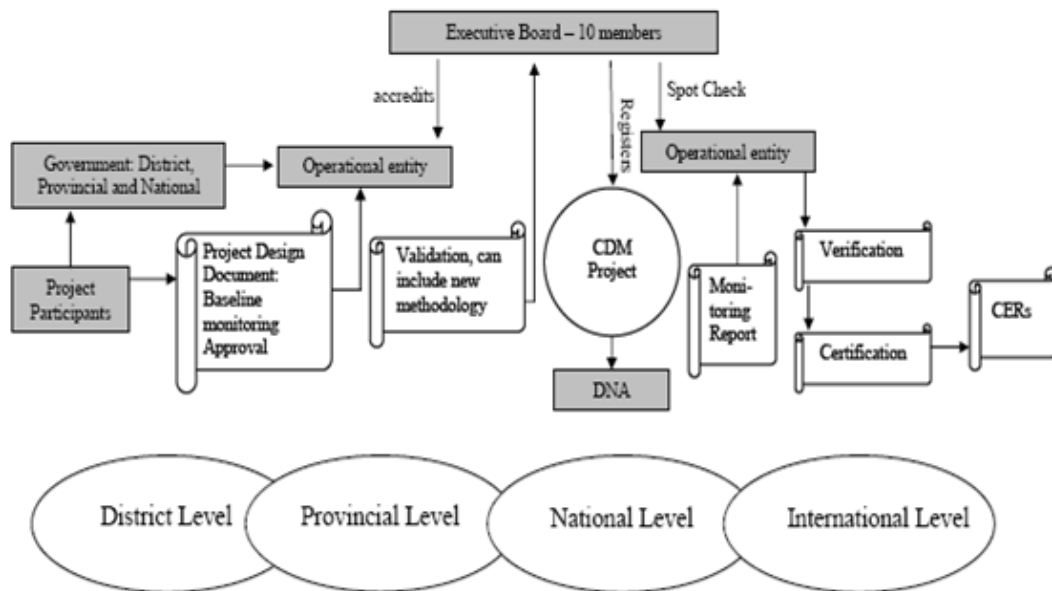 Executive Board – 10 members
accredits
Registers
Spot Check
Government: District,
Provincial and National
Operational entity
Operational entity
Project
Participants
Project Design
Document:
Baseline
monitoring
Approval
Validation, can
include new
methodology
CDM
Project
Moni-
toring
Report
Verification
Certification
CERs
DNA
District Level
Provincial Level
National Level
International Level